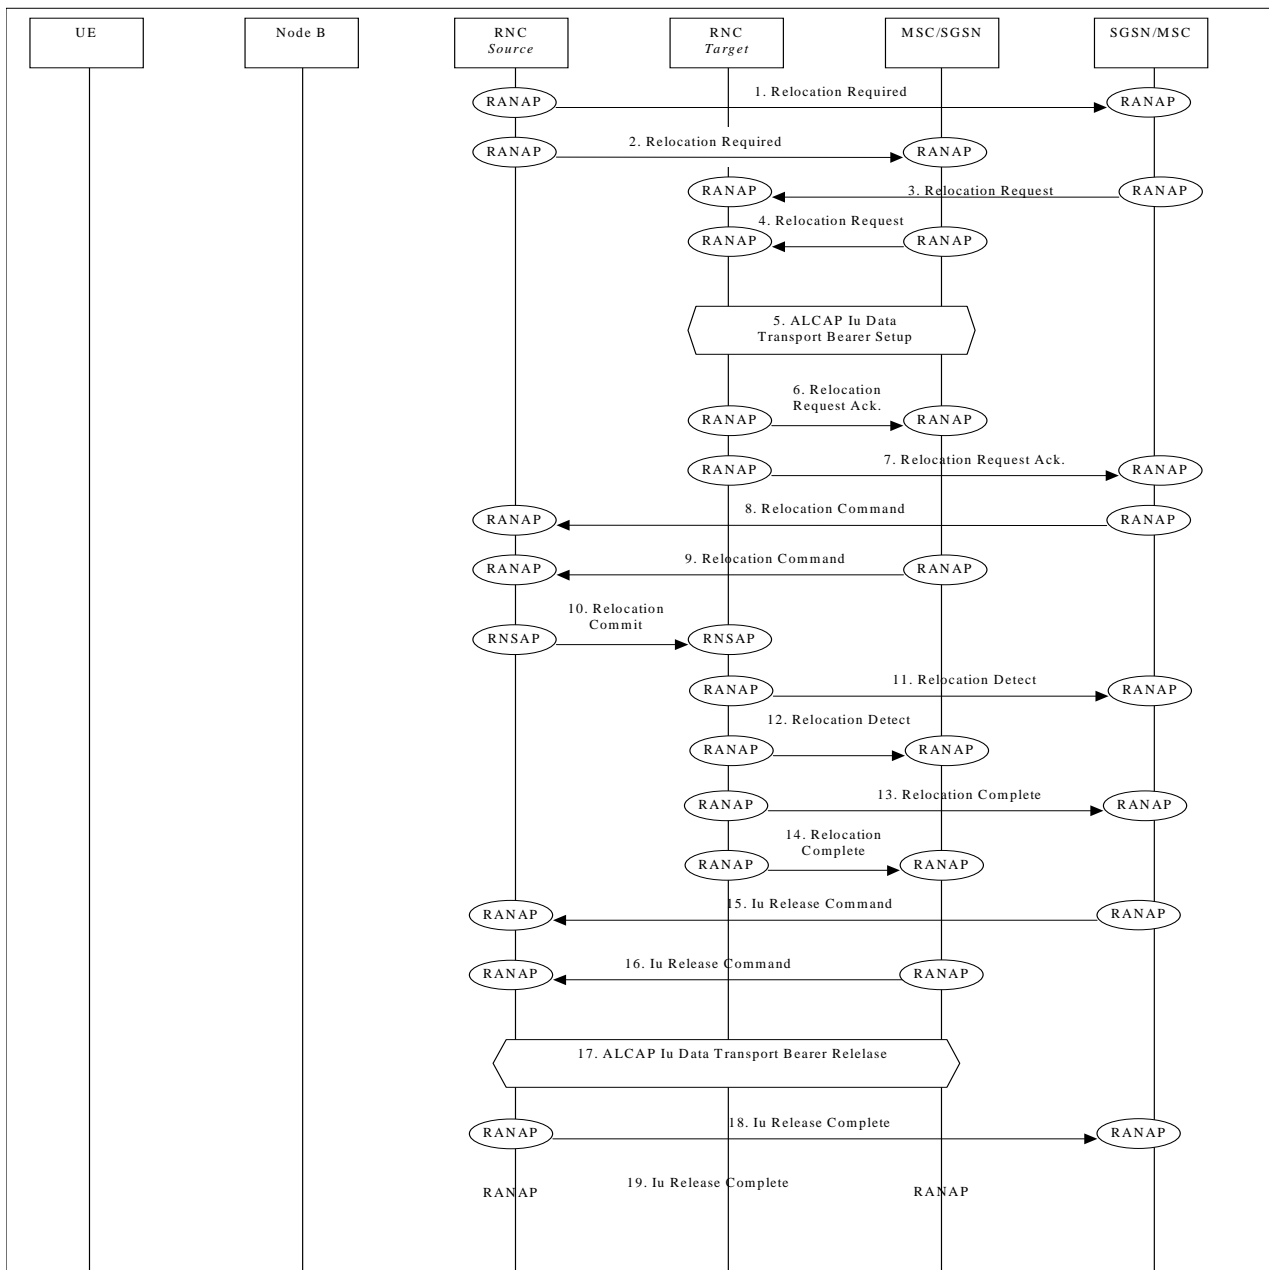 UE
Node B
RNC
Source
RNC
Target
MSC/SGSN
SGSN/MSC
RANAP
1. Relocation Required
RANAP
RANAP
2. Relocation Required
RANAP
RANAP
3. Relocation Request
RANAP
RANAP
4. Relocation Request
RANAP
5. ALCAP Iu Data
Transport Bearer Setup
RANAP
6. Relocation
Request Ack.
RANAP
RANAP
7. Relocation Request Ack.
RANAP
RANAP
8. Relocation Command
RANAP
RANAP
9. Relocation Command
RANAP
RNSAP
10. Relocation
Commit
RNSAP
RANAP
11. Relocation Detect
RANAP
RANAP
12. Relocation Detect
RANAP
RANAP
13. Relocation Complete
RANAP
RANAP
14. Relocation
Complete
RANAP
RANAP
15. Iu Release Command
RANAP
RANAP
16. Iu Release Command
RANAP
17. ALCAP Iu Data Transport Bearer Relelase
RANAP
18. Iu Release Complete
RANAP
RANAP
19. Iu Release Complete
RANAP